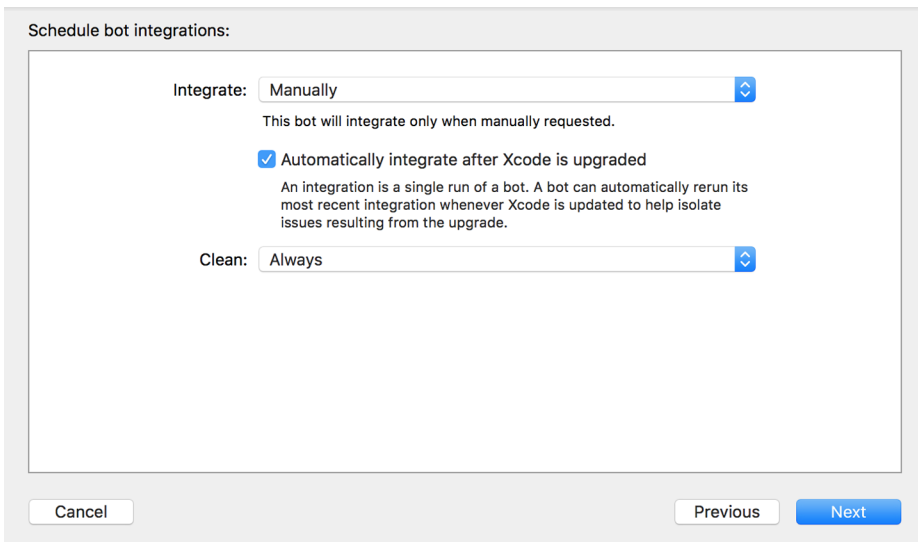 Schedule bot integrations:
Integrate: Manually
This bot will integrate only when manually requested.
Automatically integrate after Xcode is upgraded
An integration is a single run of a bot. A bot can automatically rerun its
most recent integration whenever Xcode is updated to help isolate
issues resulting from the upgrade.
Clean: Always
Cancel Previous Next